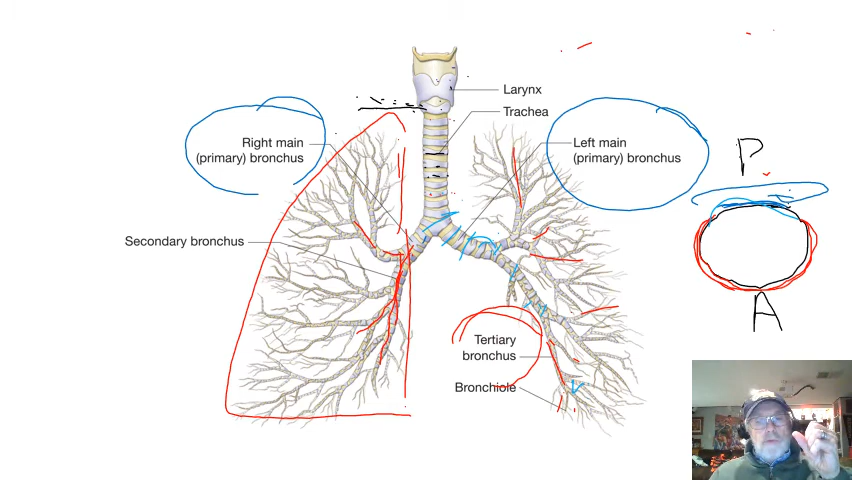 Larynx
Trachea
Right main
(primary) bronchus
Left main
(primary) bronchus
P
Secondary bronchus
A
Tertiary
bronchus
Bronchiole